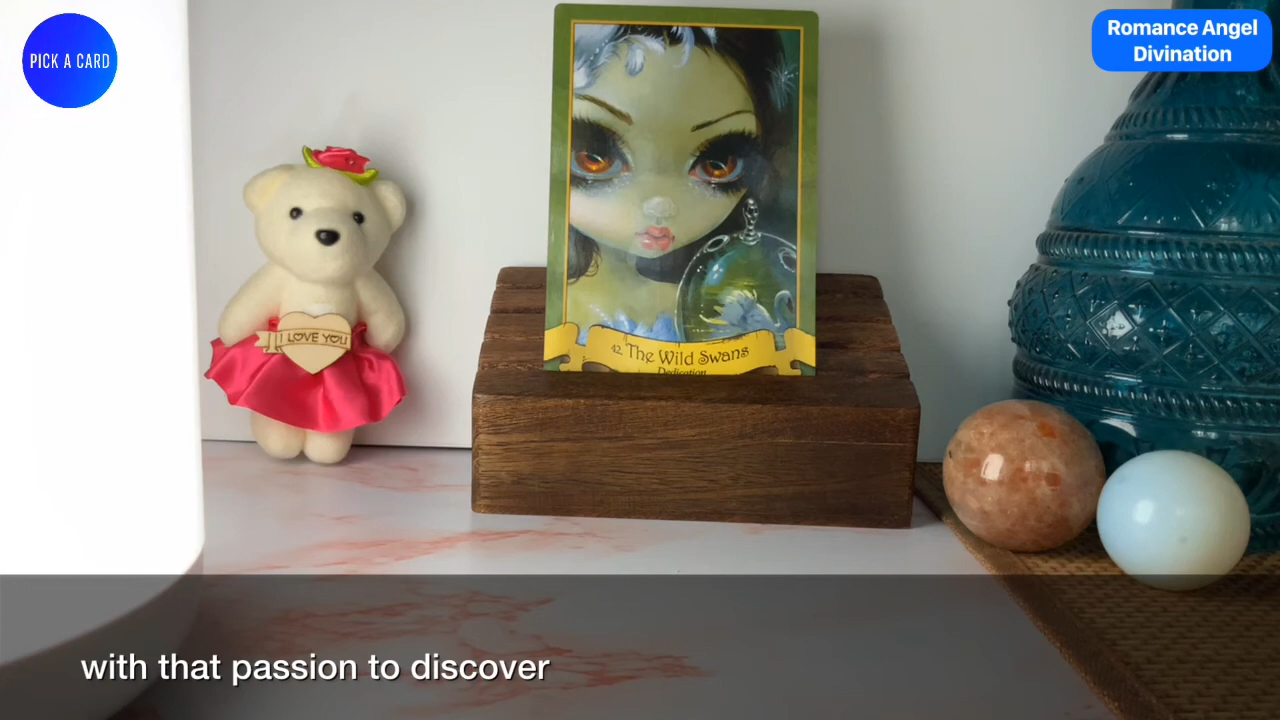 PICK A CARD
Romance Angel
Divination
I LOVE YOU
42 The Wild Swans
Dedication
with that passion to discover